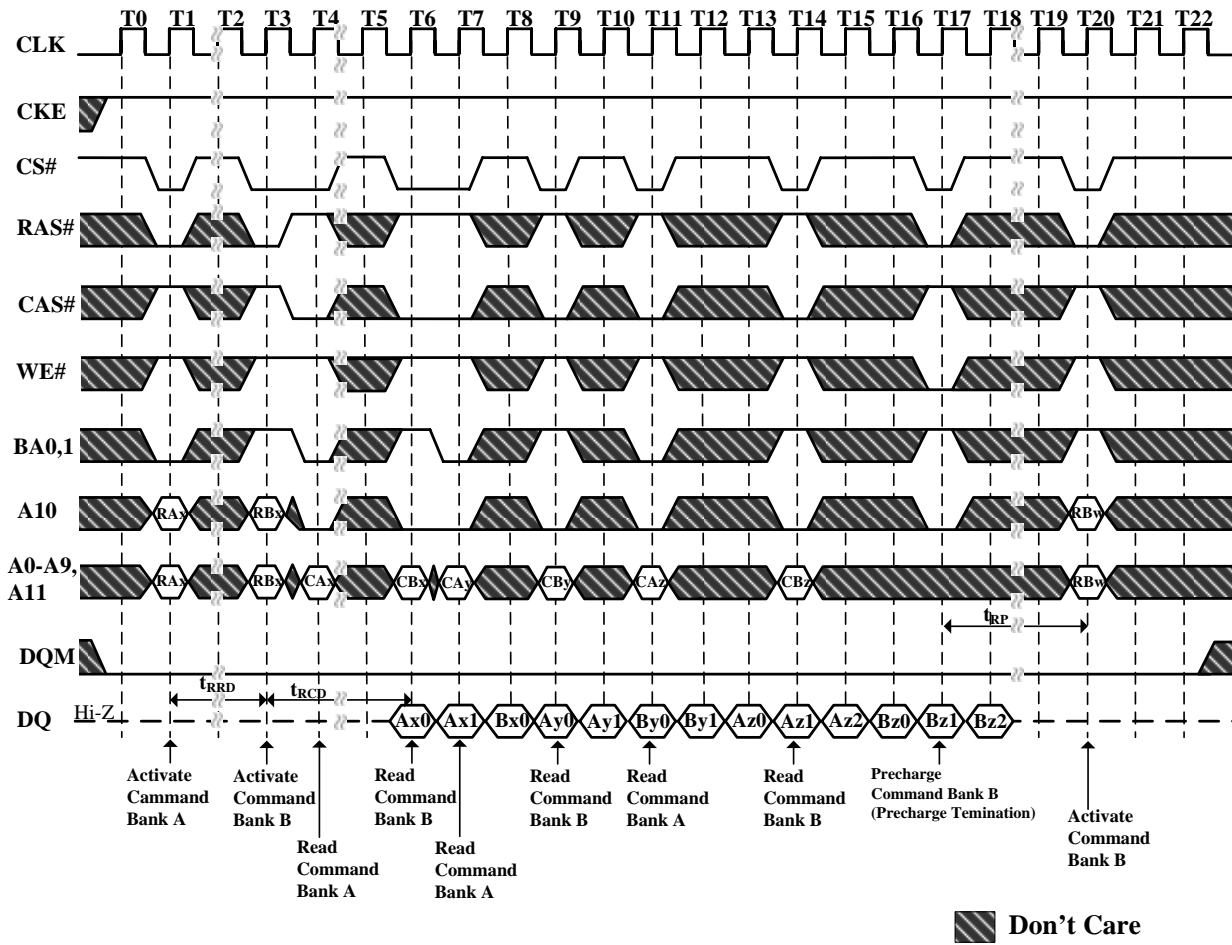 T0 T1 T2 T3 T4 T5 T6 T7 T8 T9 T10 T11 T12 T13 T14 T15 T16 T17 T18 T19 T20 T21 T22
CLK
CKE
CS#
RAS#
CAS#
WE#
BA0,1
A10 RAx RBx RBw
A0-A9,
A11
RAx RBx CAx CBx CAy CBy CAz CBz RBw
tRP
DQM
tRRD tRCD
DQ Hi-Z Ax0 Ax1 Bx0 Ay0 Ay1 By0 By1 Az0 Az1 Az2 Bz0 Bz1 Bz2
Activate
Cammand
Bank A
Activate
Command
Bank B
Read
Command
Bank A
Read
Command
Bank B
Read
Command
Bank A
Read
Command
Bank B
Read
Command
Bank A
Read
Command
Bank B
Precharge
Command Bank B
(Precharge Temination)
Activate
Command
Bank B
Don't Care